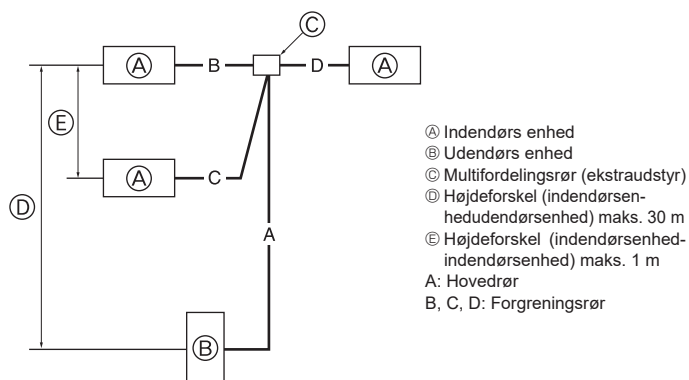 Ⓒ
Ⓐ B D Ⓐ
Ⓔ
Ⓐ C
Ⓓ
A
Ⓑ
Ⓐ Indendørs enhed
Ⓑ Udendørs enhed
Ⓒ Multifordelingsrør (ekstraudstyr)
Ⓓ Højdeforskel (indendørsen-
hedudendørsenhed) maks. 30 m
Ⓔ Højdeforskel (indendørsenhed-
indendørsenhed) maks. 1 m
A: Hovedrør
B, C, D: Forgreningsrør